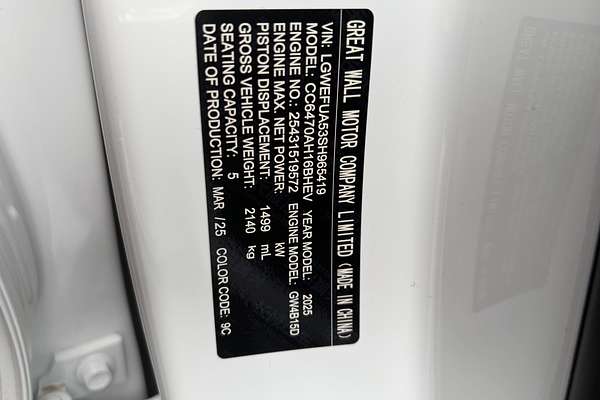 GREAT WALL MOTOR COMPANY LIMITED (MADE IN CHINA)
VIN: LGWEFUA53SH965419
MODEL: CC6470AH16BHEV YEAR MODEL: 2025
ENGINE NO.: 25431519572 ENGINE MODEL: GW4B15D
ENGINE MAX. NET POWER: kW
PISTON DISPLACEMENT: 1499 mL
GROSS VEHICLE WEIGHT: 2140 kg
SEATING CAPACITY: 5
DATE OF PRODUCTION: MAR /25 COLOR CODE: 9C